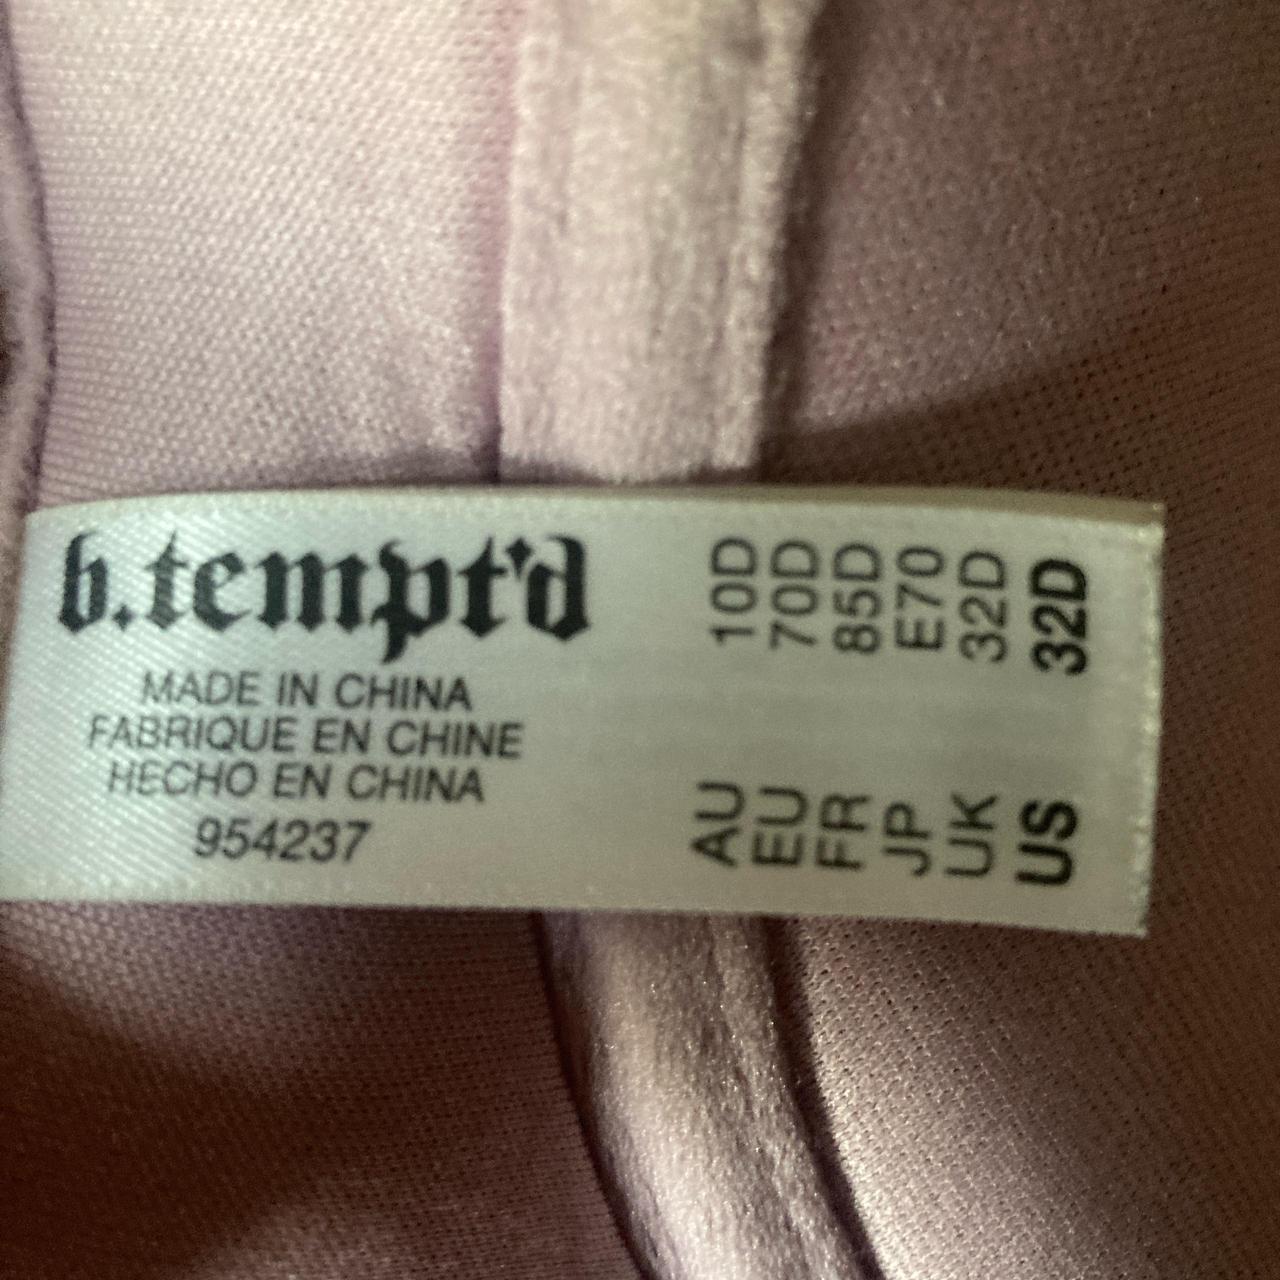 b.tempt'd
MADE IN CHINA
FABRIQUE EN CHINE
HECHO EN CHINA
954237
AU 10D
EU 70D
FR 85D
JP E70
UK 32D
US 32D